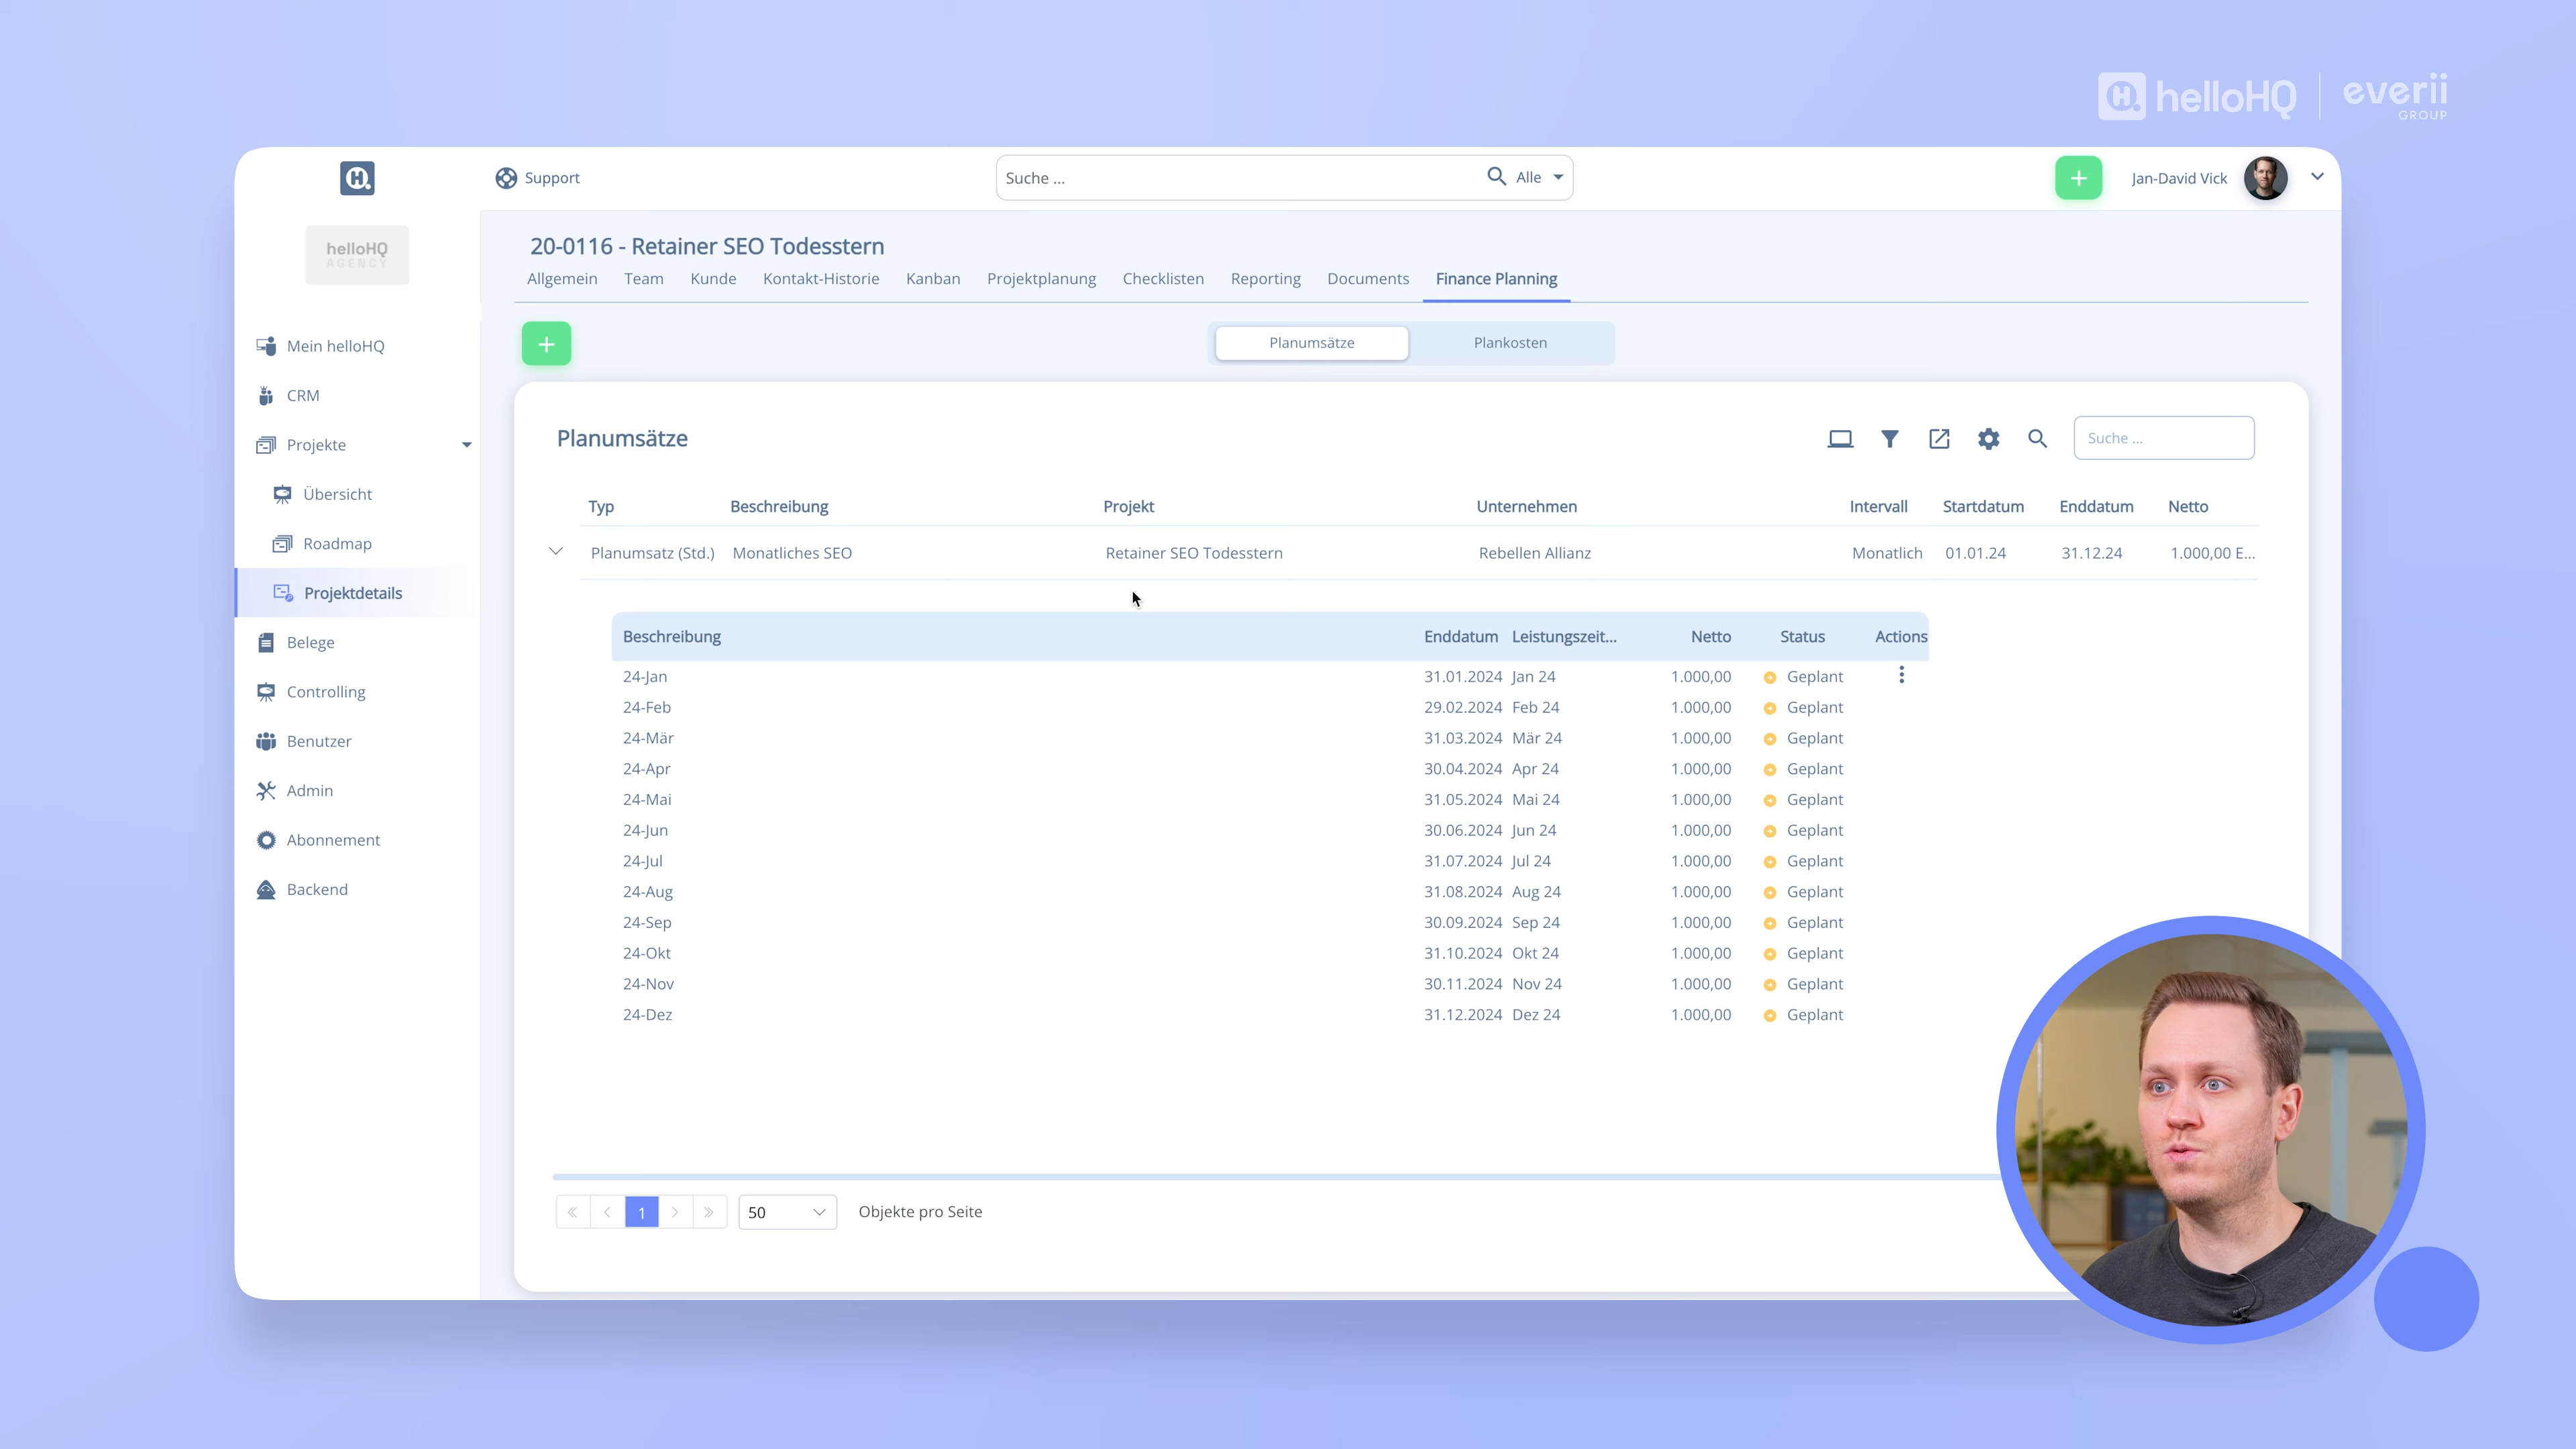 helloHQ everii
GROUP
Support
Suche ...
Alle
Jan-David Vick
helloHQ
AGENCY
Mein helloHQ
CRM
Projekte
Übersicht
Roadmap
Projektdetails
Belege
Controlling
Benutzer
Admin
Abonnement
Backend
20-0116 - Retainer SEO Todesstern
Allgemein Team Kunde Kontakt-Historie Kanban Projektplanung Checklisten Reporting Documents Finance Planning
Planumsätze Plankosten
Planumsätze
Suche ...
Typ Beschreibung Projekt Unternehmen Intervall Startdatum Enddatum Netto
Planumsatz (Std.) Monatliches SEO Retainer SEO Todesstern Rebellen Allianz Monatlich 01.01.24 31.12.24 1.000,00 E...
Beschreibung Enddatum Leistungszeit... Netto Status Actions
24-Jan 31.01.2024 Jan 24 1.000,00 Geplant
24-Feb 29.02.2024 Feb 24 1.000,00 Geplant
24-Mär 31.03.2024 Mär 24 1.000,00 Geplant
24-Apr 30.04.2024 Apr 24 1.000,00 Geplant
24-Mai 31.05.2024 Mai 24 1.000,00 Geplant
24-Jun 30.06.2024 Jun 24 1.000,00 Geplant
24-Jul 31.07.2024 Jul 24 1.000,00 Geplant
24-Aug 31.08.2024 Aug 24 1.000,00 Geplant
24-Sep 30.09.2024 Sep 24 1.000,00 Geplant
24-Okt 31.10.2024 Okt 24 1.000,00 Geplant
24-Nov 30.11.2024 Nov 24 1.000,00 Geplant
24-Dez 31.12.2024 Dez 24 1.000,00 Geplant
1 50 Objekte pro Seite